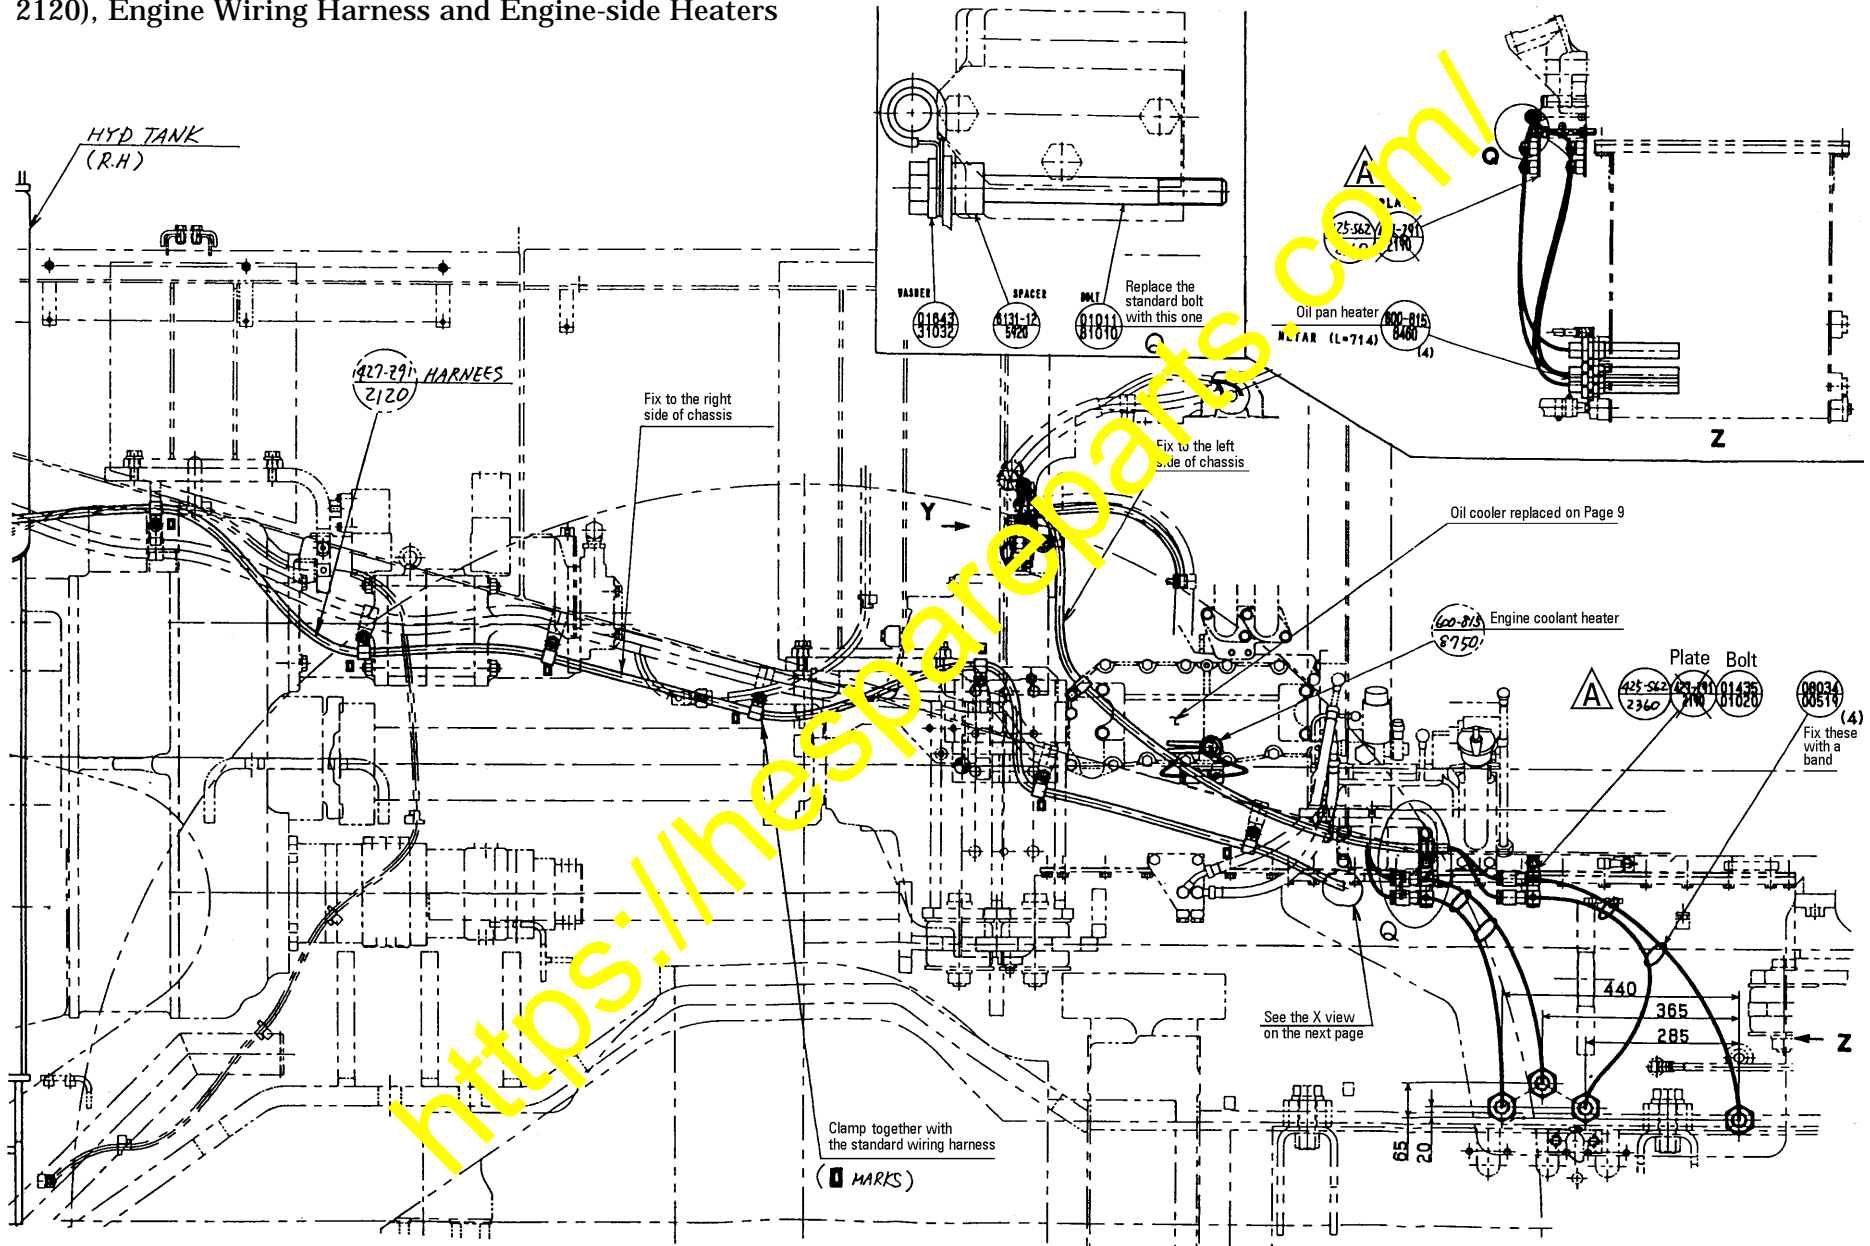 2120), Engine Wiring Harness and Engine-side Heaters
HYD TANK
(R.H)
427-791
2120
HARNEES
Fix to the right
side of chassis
WASHER
01643
31032
SPACER
6131-12
5920
BOLT
01011
81010
Replace the
standard bolt
with this one
Q
A
Q
Oil pan heater
(L=714)
600-815
8460
(4)
Z
Fix to the left
side of chassis
Y
Oil cooler replaced on Page 9
600-815
8750
Engine coolant heater
A
Plate
Bolt
425-562
2360
01435
01020
08034
00519
(4)
Fix these
with a
band
Q
See the X view
on the next page
440
365
285
Z
65
20
Clamp together with
the standard wiring harness
( MARKS)
https://hespareparts.com/